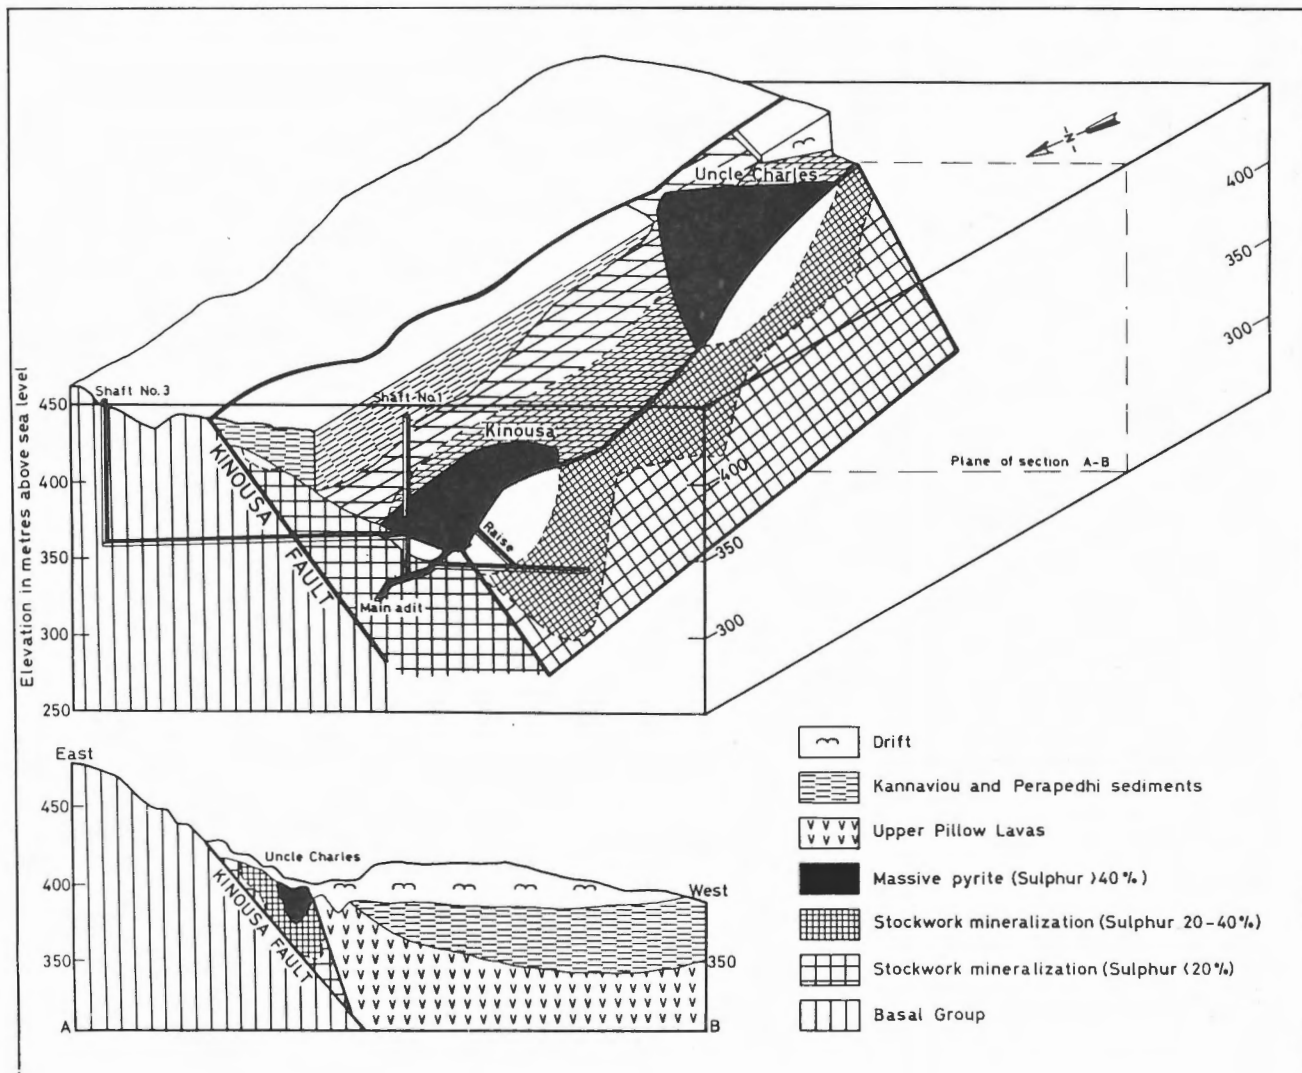 N
400
350
300
Uncle Charles
Elevation in metres above sea level
450
400
350
300
250
Shaft No.3
Shaft No.1
Kinousa
KINOUSA FAULT
Raise
Main adit
Plane of section A-B
400
350
300
East
450
400
350
A
Uncle Charles
KINOUSA FAULT
West
350
B
Drift
Kannaviou and Perapedhi sediments
Upper Pillow Lavas
Massive pyrite (Sulphur >40%)
Stockwork mineralization (Sulphur 20-40%)
Stockwork mineralization (Sulphur <20%)
Basal Group